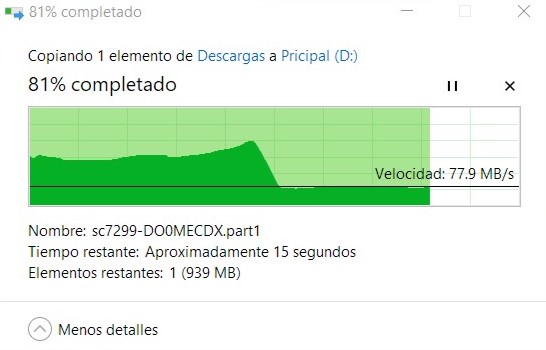 81% completado
Copiando 1 elemento de Descargas a Pricipal (D:)
81% completado
Velocidad: 77.9 MB/s
Nombre: sc7299-DO0MECDX.part1
Tiempo restante: Aproximadamente 15 segundos
Elementos restantes: 1 (939 MB)
Menos detalles